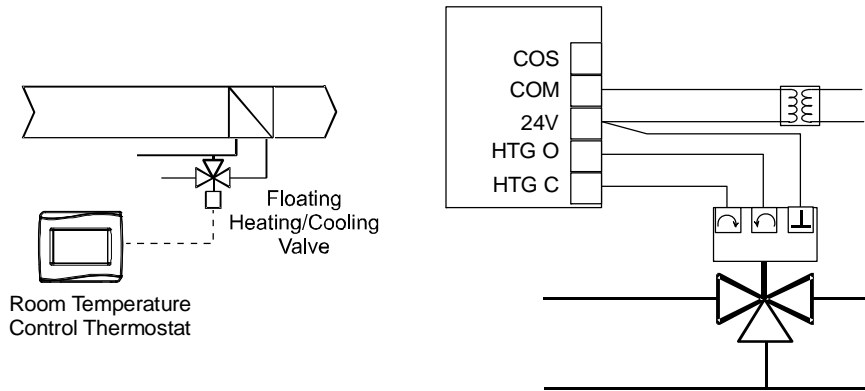 Floating
Heating/Cooling
Valve
Room Temperature
Control Thermostat
COS
COM
24V
HTG O
HTG C